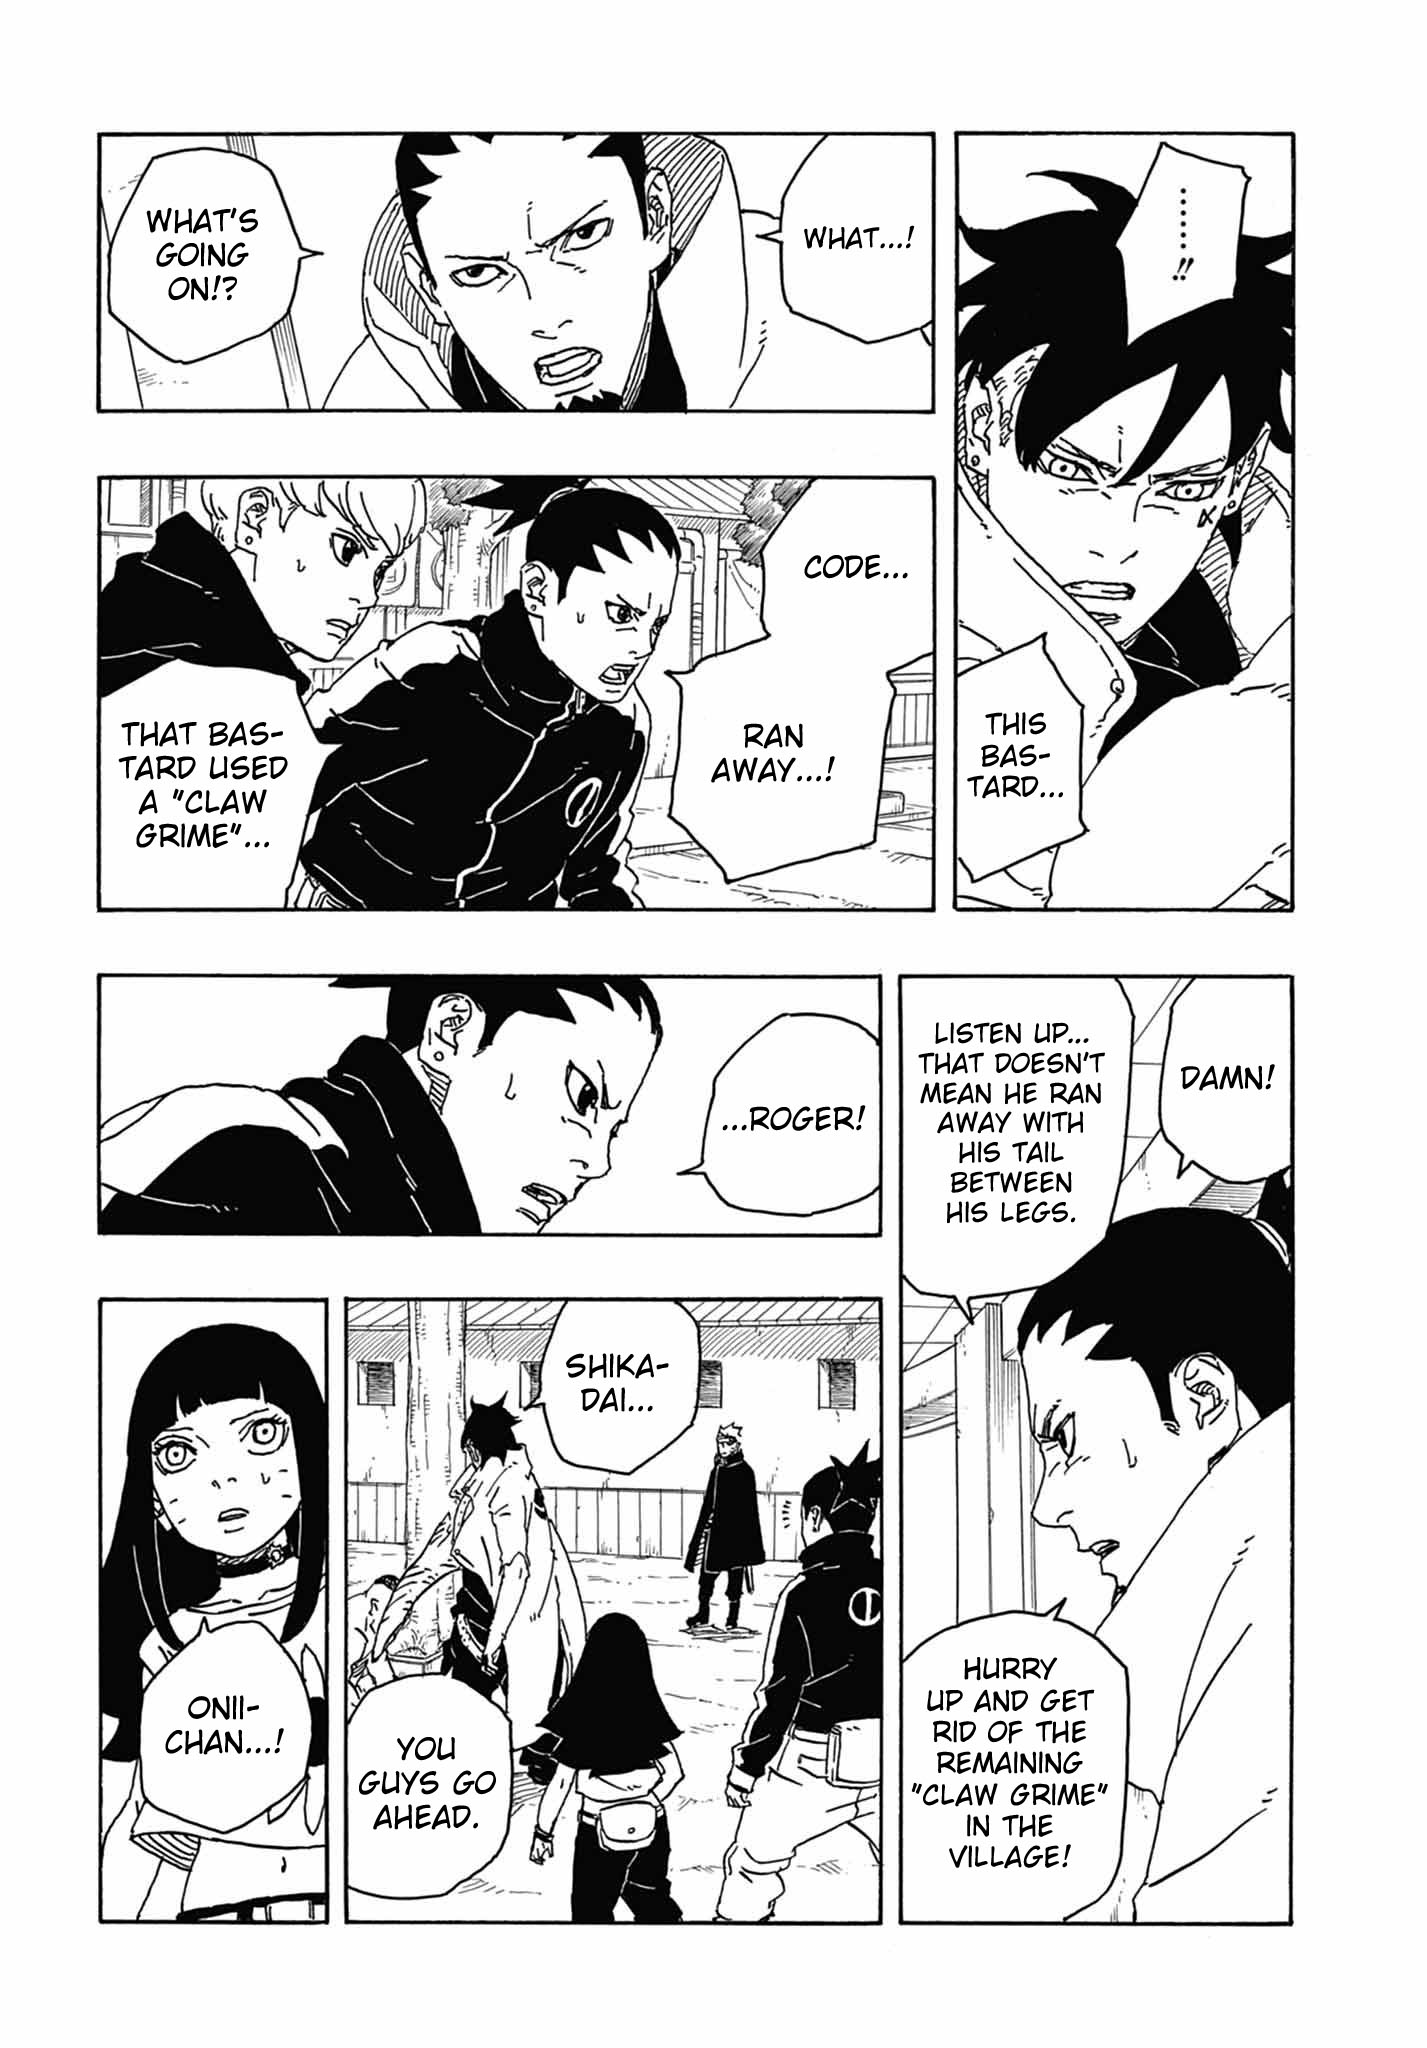 .......!!
THIS
BAS-
TARD...
WHAT...!
WHAT'S
GOING
ON!?
CODE...
RAN
AWAY...!
THAT BAS-
TARD USED
A "CLAW
GRIME"...
DAMN!
LISTEN UP...
THAT DOESN'T
MEAN HE RAN
AWAY WITH
HIS TAIL
BETWEEN
HIS LEGS.
HURRY
UP AND GET
RID OF THE
REMAINING
"CLAW GRIME"
IN THE
VILLAGE!
...ROGER!
SHIKA-
DAI...
YOU
GUYS GO
AHEAD.
ONII-
CHAN...!